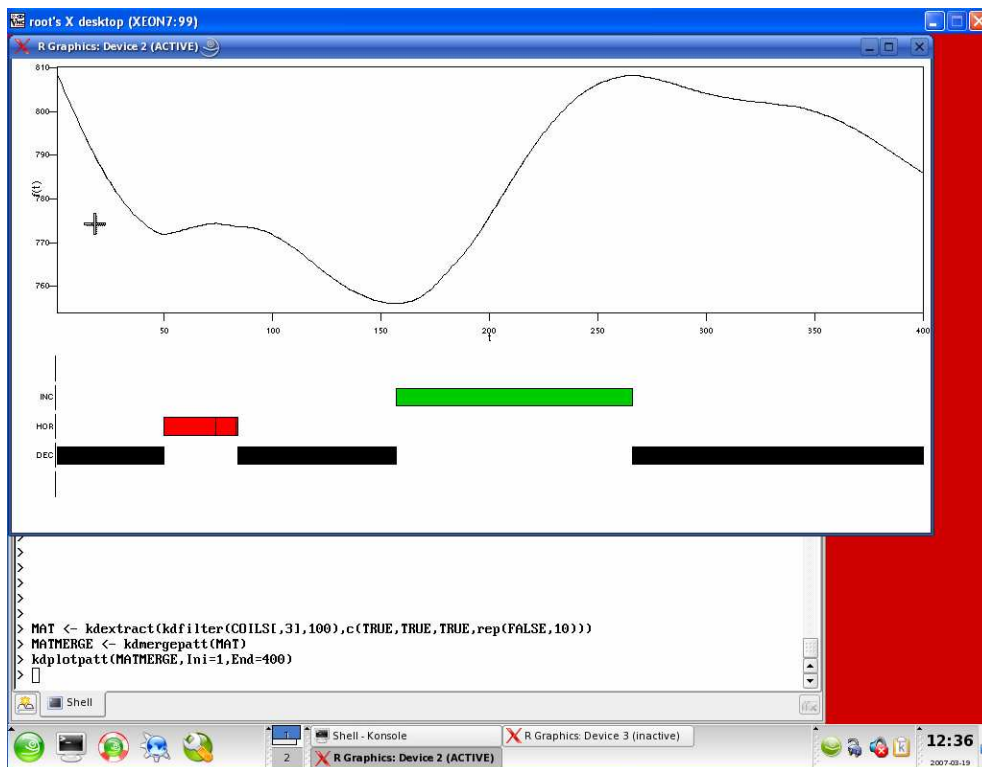 root's X desktop (XEON7:99)
R Graphics: Device 2 (ACTIVE)
810
800
790
f(t)
780
770
760
50 100 150 200 250 300 350 400
t
INC
HOR
DEC
>
>
>
>
>
>
> MAT <- kdextract(kdfilter(COILS[,3],100),c(TRUE,TRUE,TRUE,rep(FALSE,10)))
> MATMERGE <- kdmergepatt(MAT)
> kdplotpatt(MATMERGE,Ini=1,End=400)
>
Shell
1 Shell - Konsole R Graphics: Device 3 (inactive)
2 R Graphics: Device 2 (ACTIVE)
k
12:36
2007-03-19